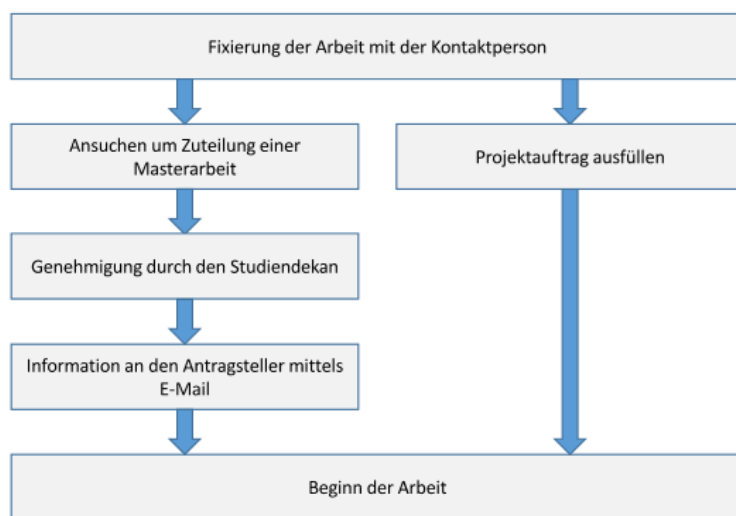 Fixierung der Arbeit mit der Kontaktperson
Ansuchen um Zuteilung einer
Masterarbeit
Projektauftrag ausfüllen
Genehmigung durch den Studiendekan
Information an den Antragsteller mittels
E-Mail
Beginn der Arbeit